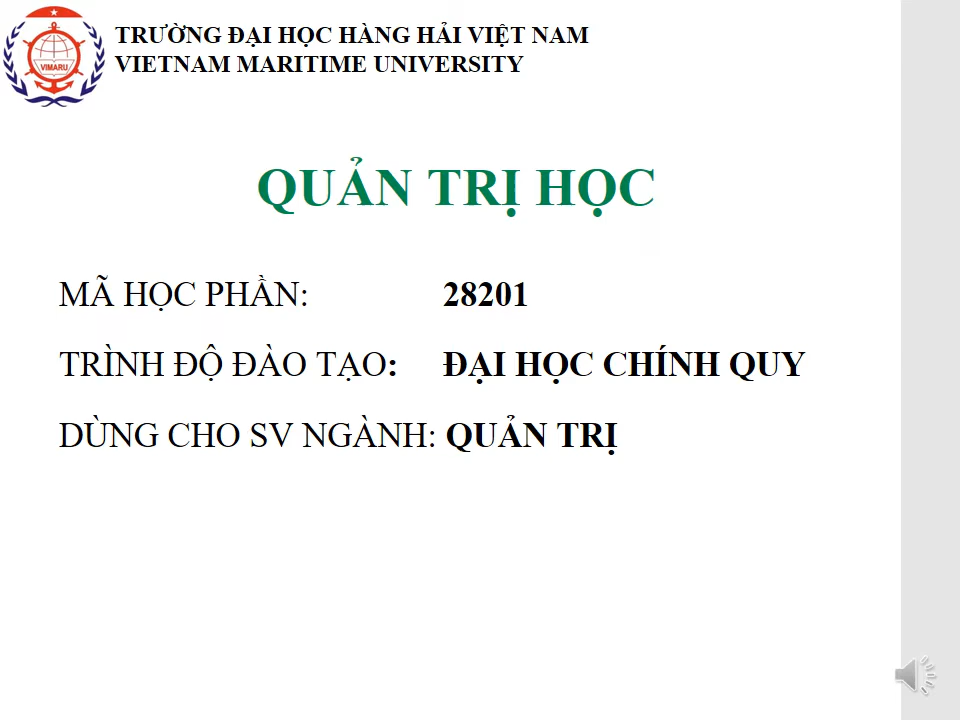 TRƯỜNG ĐẠI HỌC HÀNG HẢI VIỆT NAM
VIETNAM MARITIME UNIVERSITY
VIMARU
QUẢN TRỊ HỌC
MÃ HỌC PHẦN: 28201
TRÌNH ĐỘ ĐÀO TẠO: ĐẠI HỌC CHÍNH QUY
DÙNG CHO SV NGÀNH: QUẢN TRỊ